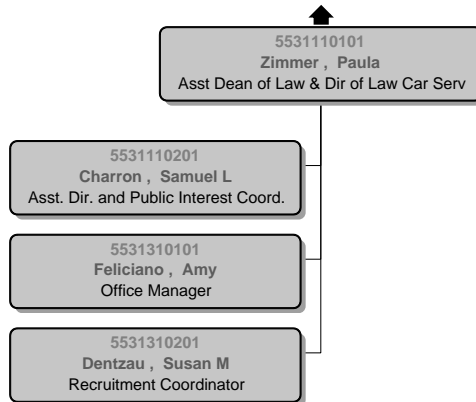 5531110101
Zimmer , Paula
Asst Dean of Law & Dir of Law Car Serv
5531110201
Charron , Samuel L
Asst. Dir. and Public Interest Coord.
5531310101
Feliciano , Amy
Office Manager
5531310201
Dentzau , Susan M
Recruitment Coordinator